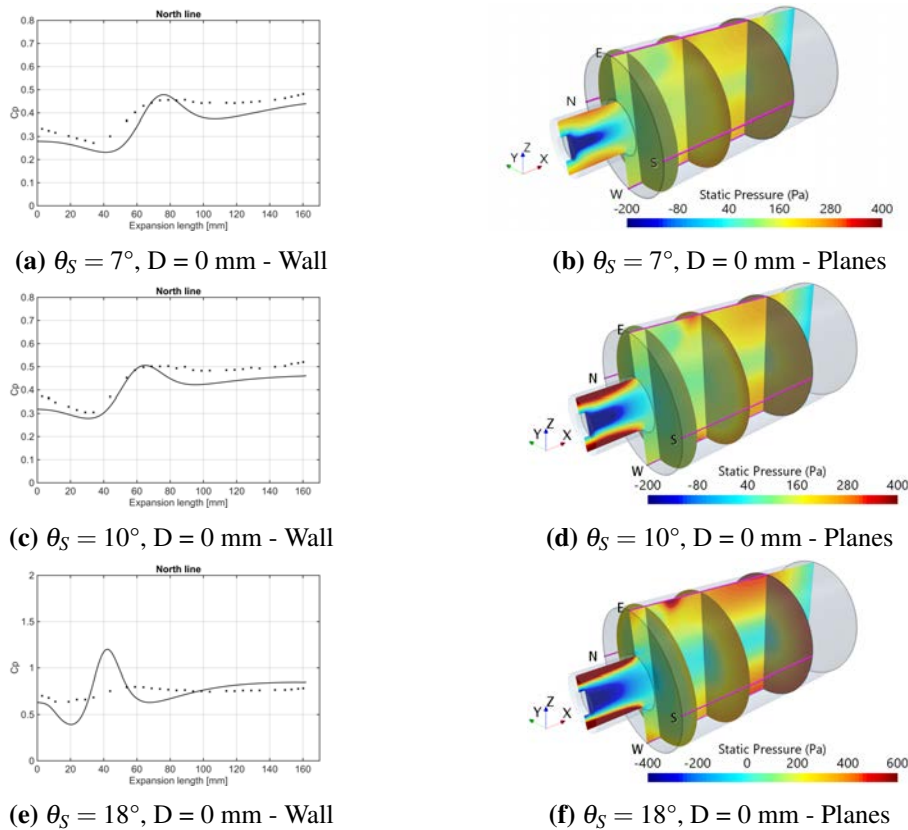 North line
0.8
0.7
0.6
0.5
0.4
0.3
0.2
0.1
0
Cp
0 20 40 60 80 100 120 140 160
Expansion length [mm]
E
N
S
W
Z
Y X
Static Pressure (Pa)
-200 -80 40 160 280 400
(a) θS = 7°, D = 0 mm - Wall
(b) θS = 7°, D = 0 mm - Planes
North line
0.8
0.7
0.6
0.5
0.4
0.3
0.2
0.1
0
Cp
0 20 40 60 80 100 120 140 160
Expansion length [mm]
E
N
S
W
Z
Y X
Static Pressure (Pa)
-200 -80 40 160 280 400
(c) θS = 10°, D = 0 mm - Wall
(d) θS = 10°, D = 0 mm - Planes
North line
2
1.5
1
0.5
0
Cp
0 20 40 60 80 100 120 140 160
Expansion length [mm]
E
N
S
W
Z
Y X
Static Pressure (Pa)
-400 -200 0 200 400 600
(e) θS = 18°, D = 0 mm - Wall
(f) θS = 18°, D = 0 mm - Planes